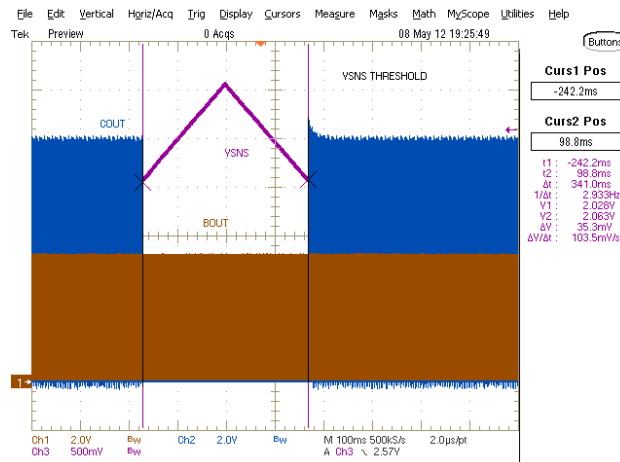 File Edit Vertical Horiz/Acq Trig Display Cursors Measure Masks Math MyScope Utilities Help
Tek Preview 0 Acqs 08 May 12 19:25:49
Buttons
Curs1 Pos
-242.2ms
Curs2 Pos
98.8ms
t1: -242.2ms
t2: 98.8ms
Δt: 341.0ms
1/Δt: 2.933Hz
V1: 2.028V
V2: 2.063V
ΔV: 35.3mV
ΔV/Δt: 103.5mV/s
VSNS THRESHOLD
COUT
VSNS
BOUT
1
Ch1 2.0V BW Ch2 2.0V BW M 100ms 500kS/s 2.0µs/pt
Ch3 500mV BW A Ch3 \ 2.57V